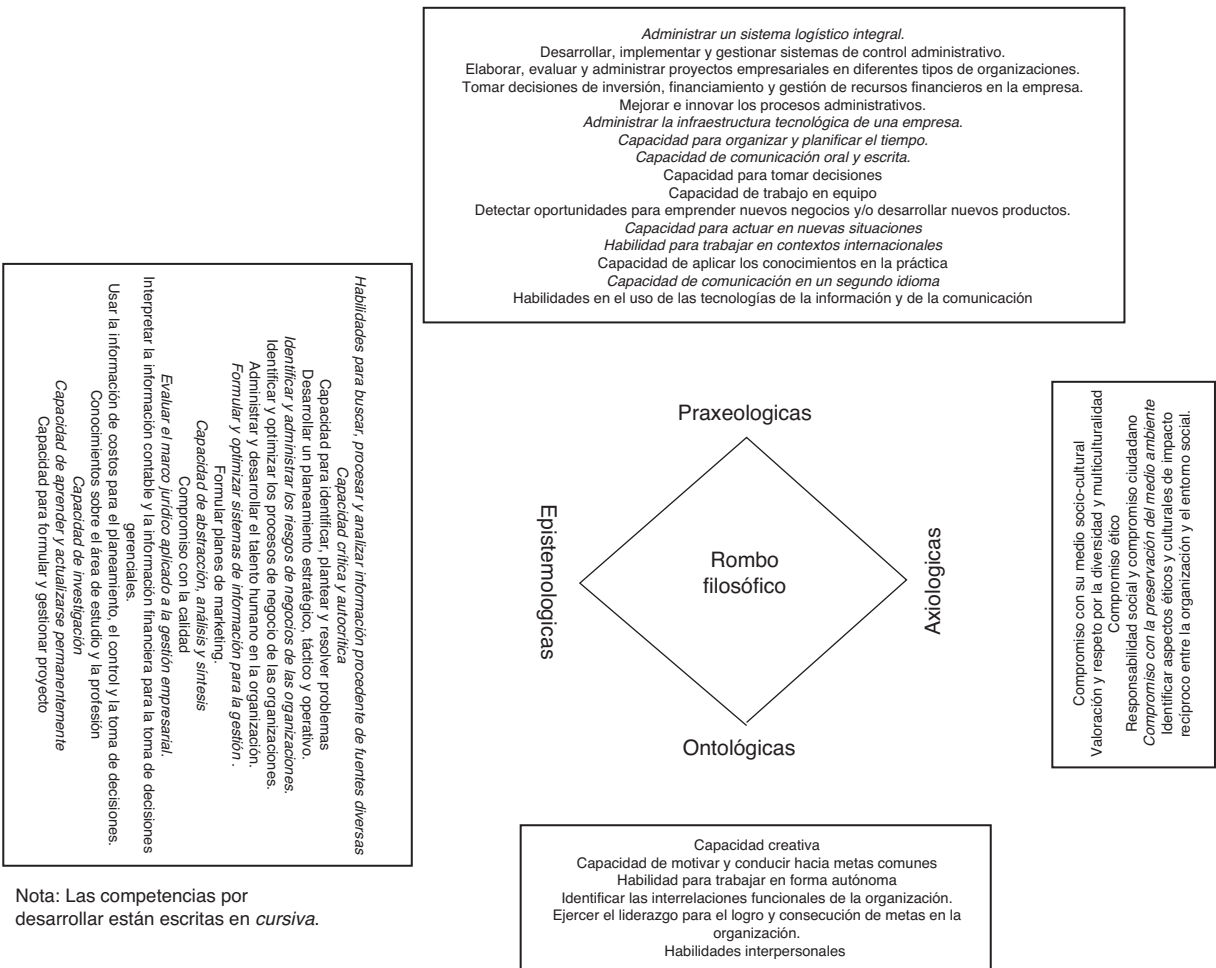 Administrar un sistema logístico integral.
Desarrollar, implementar y gestionar sistemas de control administrativo.
Elaborar, evaluar y administrar proyectos empresariales en diferentes tipos de organizaciones.
Tomar decisiones de inversión, financiamiento y gestión de recursos financieros en la empresa.
Mejorar e innovar los procesos administrativos.
Administrar la infraestructura tecnológica de una empresa.
Capacidad para organizar y planificar el tiempo.
Capacidad de comunicación oral y escrita.
Capacidad para tomar decisiones
Capacidad de trabajo en equipo
Detectar oportunidades para emprender nuevos negocios y/o desarrollar nuevos productos.
Capacidad para actuar en nuevas situaciones
Habilidad para trabajar en contextos internacionales
Capacidad de aplicar los conocimientos en la práctica
Capacidad de comunicación en un segundo idioma
Habilidades en el uso de las tecnologías de la información y de la comunicación
Habilidades para buscar, procesar y analizar información procedente de fuentes diversas
Capacidad crítica y autocrítica
Capacidad para identificar, plantear y resolver problemas
Desarrollar un planeamiento estratégico, táctico y operativo.
Identificar y administrar los riesgos de negocios de las organizaciones.
Identificar y optimizar los procesos de negocio de las organizaciones.
Administrar y desarrollar el talento humano en la organización.
Formular y optimizar sistemas de información para la gestión .
Formular planes de marketing.
Capacidad de abstracción, análisis y síntesis
Compromiso con la calidad
Evaluar el marco jurídico aplicado a la gestión empresarial.
Interpretar la información contable y la información financiera para la toma de decisiones
gerenciales.
Usar la información de costos para el planeamiento, el control y la toma de decisiones.
Conocimientos sobre el área de estudio y la profesión
Capacidad de investigación
Capacidad de aprender y actualizarse permanentemente
Capacidad para formular y gestionar proyecto
Praxeologicas
Epistemologicas
Rombo
filosófico
Axiologicas
Ontológicas
Compromiso con su medio socio-cultural
Valoración y respeto por la diversidad y multiculturalidad
Compromiso ético
Responsabilidad social y compromiso ciudadano
Compromiso con la preservación del medio ambiente
Identificar aspectos éticos y culturales de impacto
recíproco entre la organización y el entorno social.
Capacidad creativa
Capacidad de motivar y conducir hacia metas comunes
Habilidad para trabajar en forma autónoma
Identificar las interrelaciones funcionales de la organización.
Ejercer el liderazgo para el logro y consecución de metas en la
organización.
Habilidades interpersonales
Nota: Las competencias por
desarrollar están escritas en cursiva.